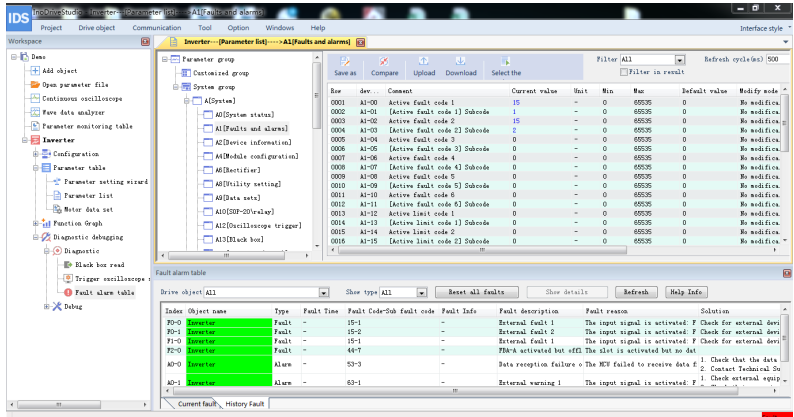 IDS
InoDriveStudio - Inverter---[Parameter list]---->A1[Faults and alarms]
Project Drive object Communication Tool Option Windows Help Interface style
Workspace
Demo
Add object
Open parameter file
Continuous oscilloscope
Wave data analyzer
Parameter monitoring table
Inverter
Configuration
Parameter table
Parameter setting wizard
Parameter list
Motor data set
Function Graph
Diagnostic debugging
Diagnostic
Black box read
Trigger oscilloscope
Fault alarm table
Debug
Inverter---[Parameter list]---->A1[Faults and alarms]
Parameter group
Customized group
System group
A[System]
A0[System status]
A1[Faults and alarms]
A2[Device information]
A4[Module configuration]
A6[Rectifier]
A8[Utility setting]
A9[Data sets]
A10[SOP-20\relay]
A12[Oscilloscope trigger]
A13[Black box]
Save as Compare Upload Download Select the
Filter All Refresh cycle(ms) 500
Filter in result
Row dev... Comment Current value Unit Min Max Default value Modify mode
0001 A1-00 Active fault code 1 15 - 0 65535 0 No modifica.
0002 A1-01 [Active fault code 1] Subcode 1 - 0 65535 0 No modifica.
0003 A1-02 Active fault code 2 15 - 0 65535 0 No modifica.
0004 A1-03 [Active fault code 2] Subcode 2 - 0 65535 0 No modifica.
0005 A1-04 Active fault code 3 0 - 0 65535 0 No modifica.
0006 A1-05 [Active fault code 3] Subcode 0 - 0 65535 0 No modifica.
0007 A1-06 Active fault code 4 0 - 0 65535 0 No modifica.
0008 A1-07 [Active fault code 4] Subcode 0 - 0 65535 0 No modifica.
0009 A1-08 Active fault code 5 0 - 0 65535 0 No modifica.
0010 A1-09 [Active fault code 5] Subcode 0 - 0 65535 0 No modifica.
0011 A1-10 Active fault code 6 0 - 0 65535 0 No modifica.
0012 A1-11 [Active fault code 6] Subcode 0 - 0 65535 0 No modifica.
0013 A1-12 Active limit code 1 0 - 0 65535 0 No modifica.
0014 A1-13 [Active limit code 1] Subcode 0 - 0 65535 0 No modifica.
0015 A1-14 Active limit code 2 0 - 0 65535 0 No modifica.
0016 A1-15 [Active limit code 2] Subcode 0 - 0 65535 0 No modifica.
Fault alarm table
Drive object All Show type All Reset all faults Show details Refresh Help Info
Index Object name Type Fault Time Fault Code-Sub fault code Fault Info Fault description Fault reason Solution
F0-0 Inverter Fault - 15-1 - External fault 1 The input signal is activated: F Check for external devi
F0-1 Inverter Fault - 15-2 - External fault 2 The input signal is activated: F Check for external devi
F1-0 Inverter Fault - 15-1 - External fault 1 The input signal is activated: F Check for external devi
F2-0 Inverter Fault - 44-7 - FBA-A activated but offl The slot is activated but no dat
A0-0 Inverter Alarm - 53-3 - Data reception failure o The MCU failed to receive data f 1. Check that the data
2. Contact Technical Su
A0-1 Inverter Alarm - 63-1 - External warning 1 The input signal is activated: F 1. Check external equip
Current fault History Fault